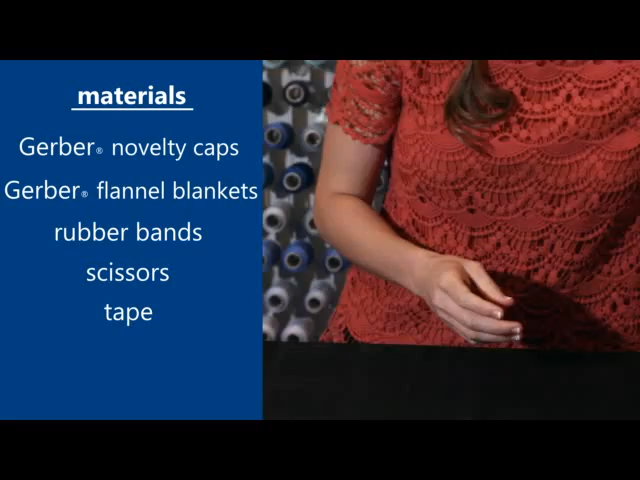 materials
Gerber® novelty caps
Gerber® flannel blankets
rubber bands
scissors
tape